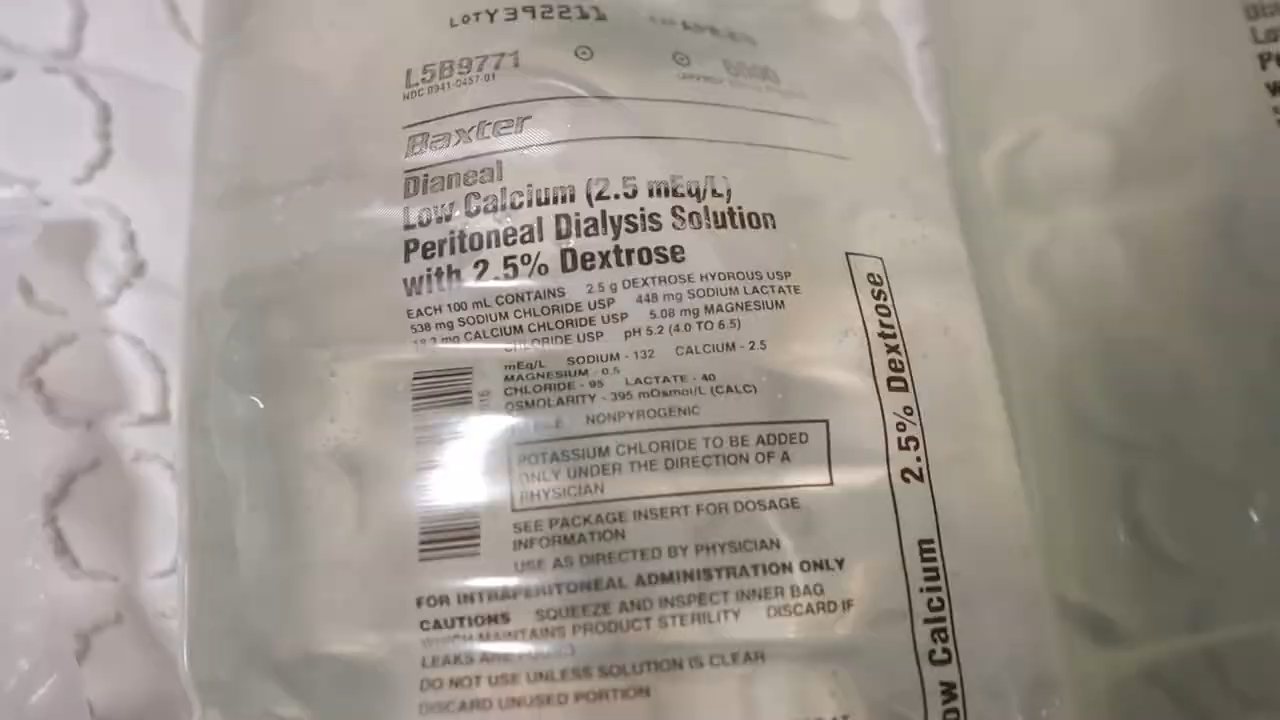 LOTY392211
L5B9771
NDC 0941-0457-01
Baxter
Dianeal
Low Calcium (2.5 mEq/L)
Peritoneal Dialysis Solution
with 2.5% Dextrose
EACH 100 mL CONTAINS 2.5 g DEXTROSE HYDROUS USP
538 mg SODIUM CHLORIDE USP 448 mg SODIUM LACTATE
mg CALCIUM CHLORIDE USP 5.08 mg MAGNESIUM
CHLORIDE USP pH 5.2 (4.0 TO 6.5)
mEq/L SODIUM - 132 CALCIUM - 2.5
MAGNESIUM - 0.5
CHLORIDE - 95 LACTATE - 40
OSMOLARITY - 395 mOsmol/L (CALC)
NONPYROGENIC
POTASSIUM CHLORIDE TO BE ADDED
ONLY UNDER THE DIRECTION OF A
PHYSICIAN
SEE PACKAGE INSERT FOR DOSAGE
INFORMATION
USE AS DIRECTED BY PHYSICIAN
FOR INTRAPERITONEAL ADMINISTRATION ONLY
CAUTIONS SQUEEZE AND INSPECT INNER BAG
WHICH MAINTAINS PRODUCT STERILITY DISCARD IF
LEAKS ARE
DO NOT USE UNLESS SOLUTION IS CLEAR
DISCARD UNUSED PORTION
ow Calcium 2.5% Dextrose